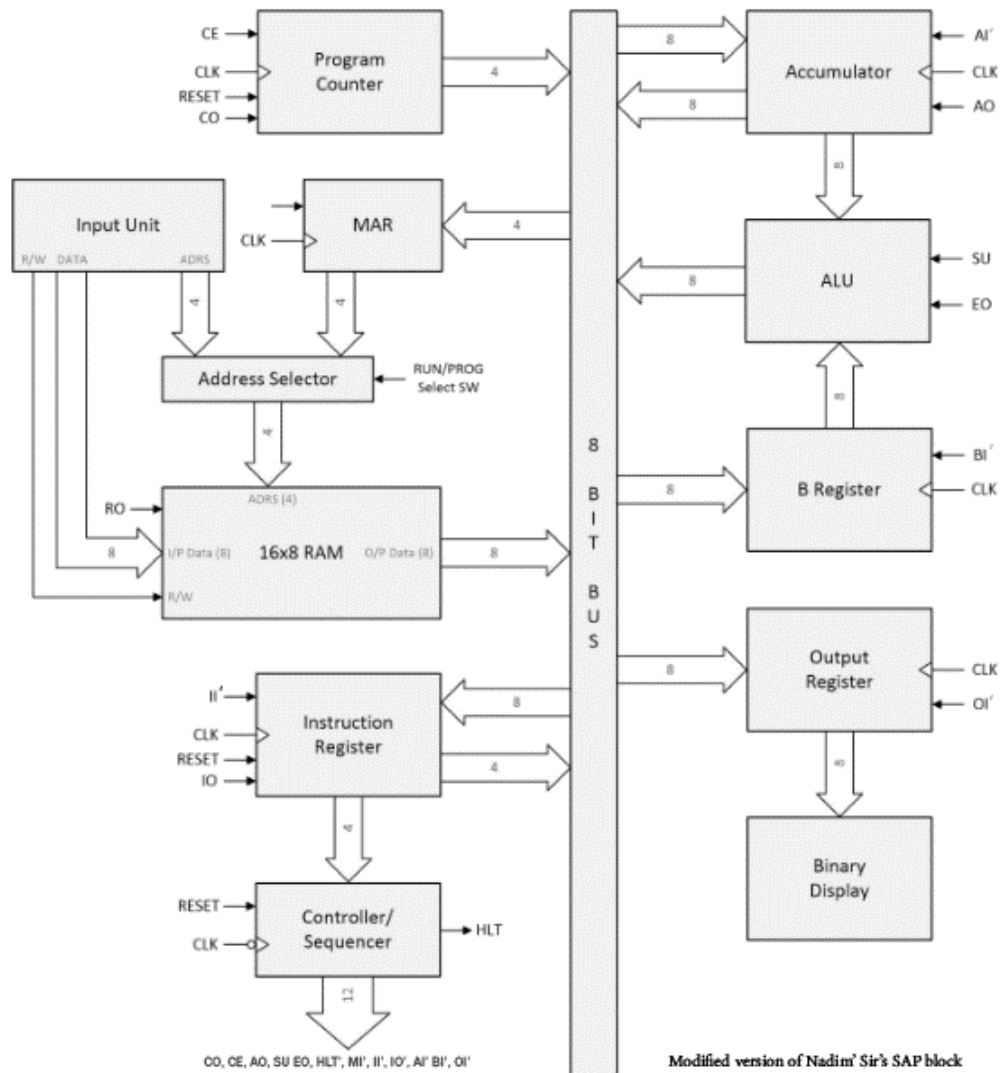 CE
CLK
RESET
CO
Program
Counter
4
8
8
Accumulator
AI'
CLK
AO
8
Input Unit
R/W DATA ADRS
4
CLK
MAR
4
4
ALU
SU
EO
8
8
Address Selector
RUN/PROG
Select SW
4
8 BIT BUS
8
B Register
BI'
CLK
RO
ADRS (4)
8
I/P Data (8)
16x8 RAM
O/P Data (8)
R/W
8
8
Output
Register
CLK
OI'
8
II'
CLK
RESET
IO
Instruction
Register
8
4
4
Binary
Display
RESET
CLK
Controller/
Sequencer
HLT
12
CO, CE, AO, SU EO, HLT', MI', II', IO', AI' BI', OI'
Modified version of Nadim' Sir's SAP block